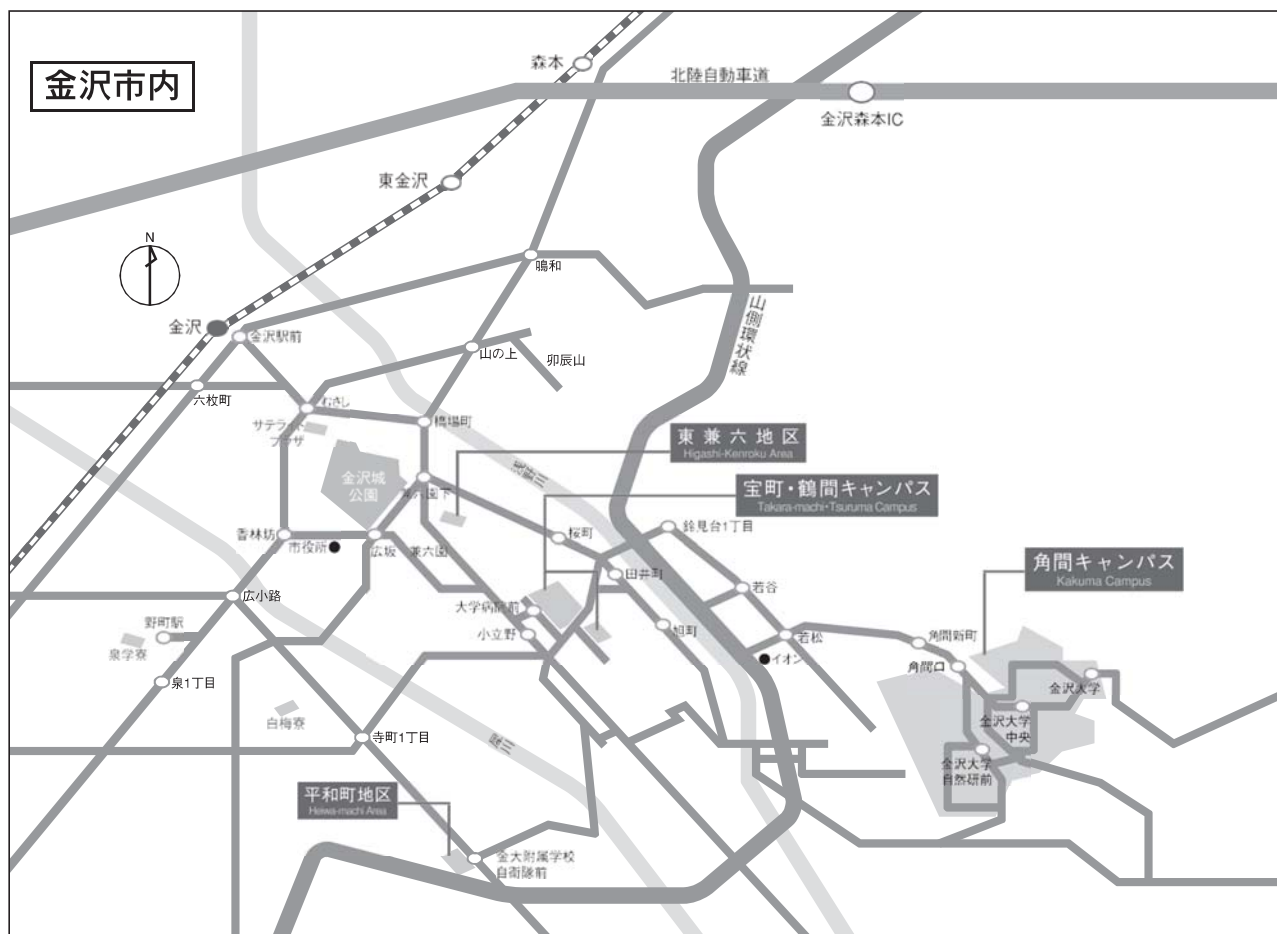 金沢市内
森本
北陸自動車道
金沢森本IC
東金沢
N
鳴和
金沢
金沢駅前
山側環状線
山の上
卯辰山
六枚町
むさし
サテライト
プラザ
橋場町
東兼六地区
Higashi-Kenroku Area
浅野川
金沢城
公園
兼六園下
宝町・鶴間キャンパス
Takara-machi・Tsuruma Campus
香林坊
市役所
広坂
兼六園
桜町
鈴見台1丁目
角間キャンパス
Kakuma Campus
田井町
若谷
広小路
大学病院前
野町駅
泉学寮
小立野
旭町
若松
イオン
角間新町
角間口
泉1丁目
金沢大学
白梅寮
金沢大学
中央
寺町1丁目
犀川
金沢大学
自然研前
平和町地区
Heiwa-machi Area
金大附属学校
自衛隊前